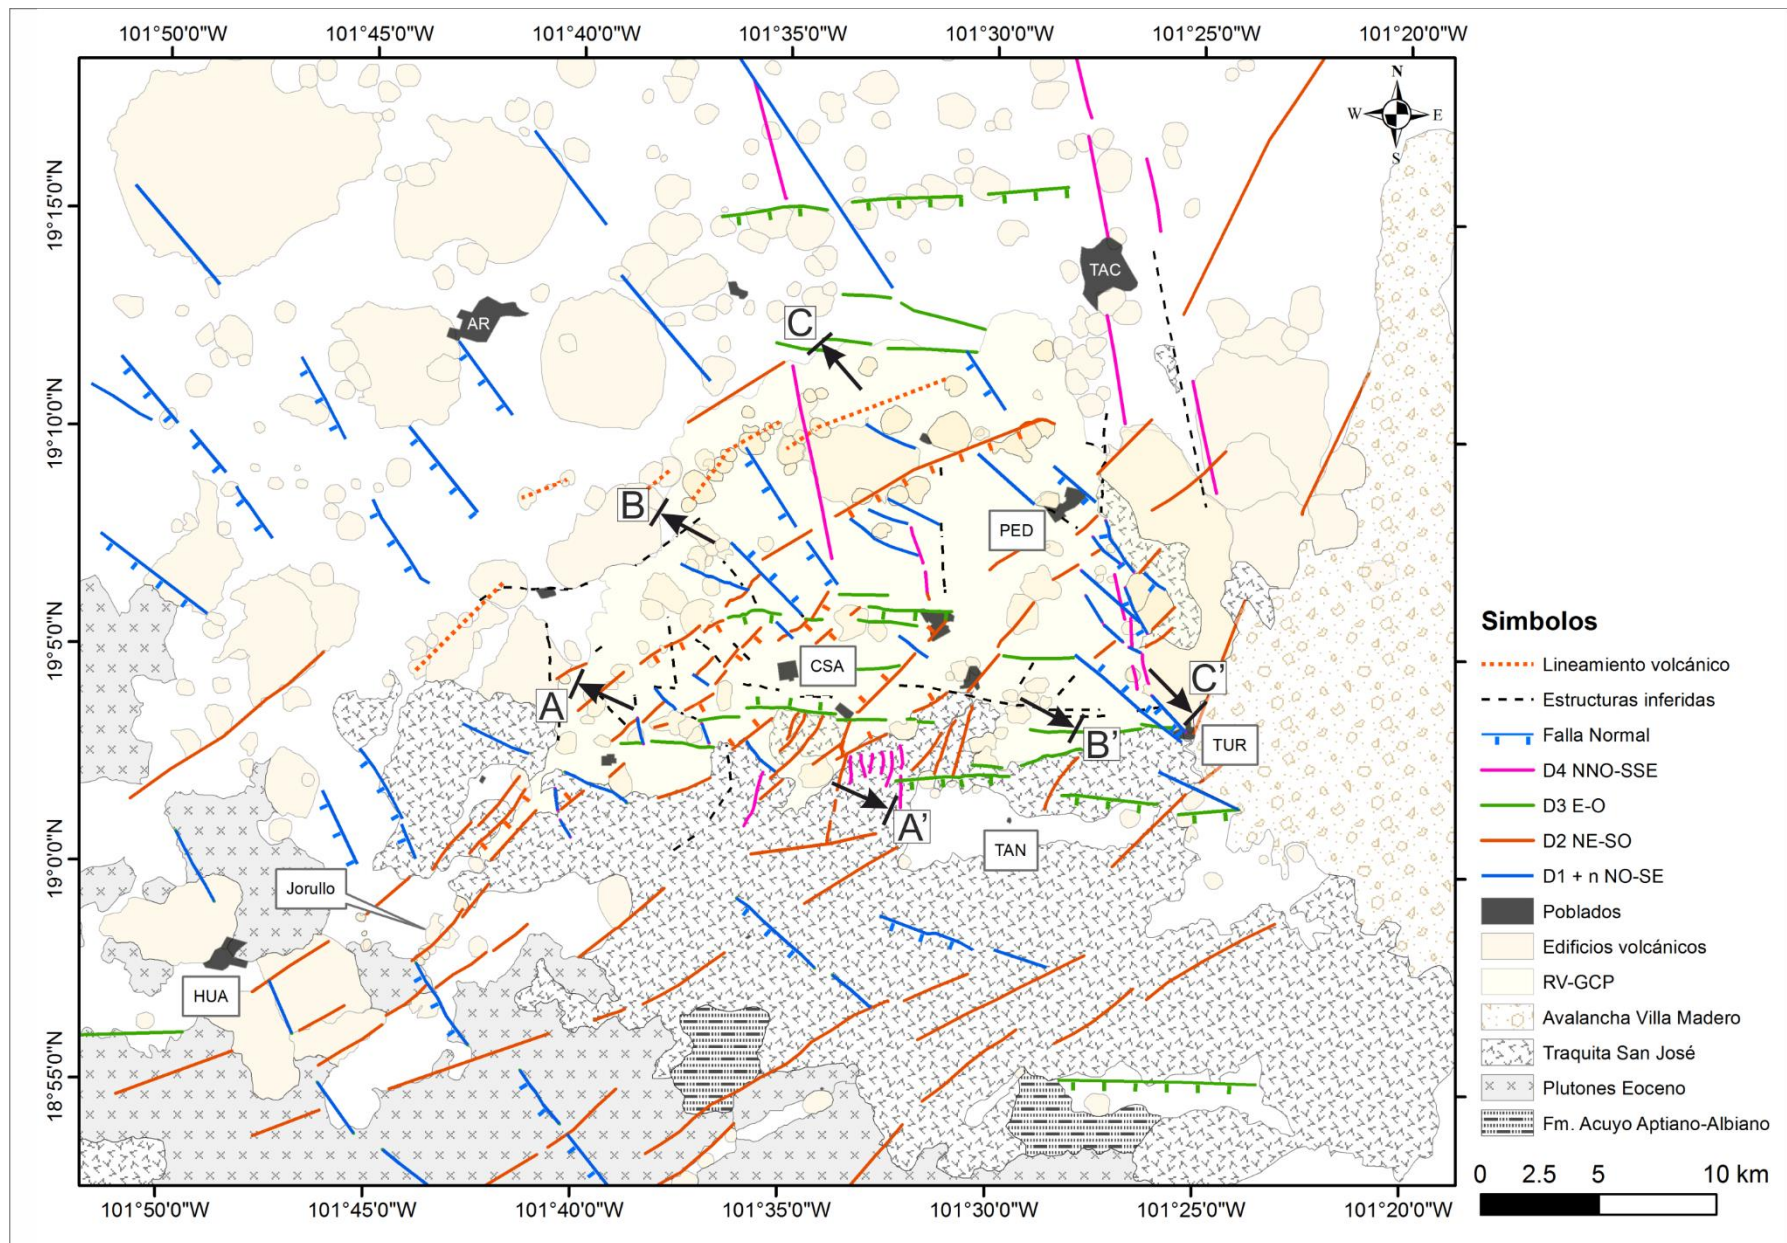 101°50'0"W 101°45'0"W 101°40'0"W 101°35'0"W 101°30'0"W 101°25'0"W 101°20'0"W
N
W E
S
19°15'0"N
TAC
AR
C
19°10'0"N
B
PED
19°5'0"N
CSA
A
C'
B'
TUR
A'
TAN
19°0'0"N
Jorullo
HUA
18°55'0"N
101°50'0"W 101°45'0"W 101°40'0"W 101°35'0"W 101°30'0"W 101°25'0"W 101°20'0"W
Simbolos
Lineamiento volcánico
Estructuras inferidas
Falla Normal
D4 NNO-SSE
D3 E-O
D2 NE-SO
D1 + n NO-SE
Poblados
Edificios volcánicos
RV-GCP
Avalancha Villa Madero
Traquita San José
Plutones Eoceno
Fm. Acuyo Aptiano-Albiano
0 2.5 5 10 km